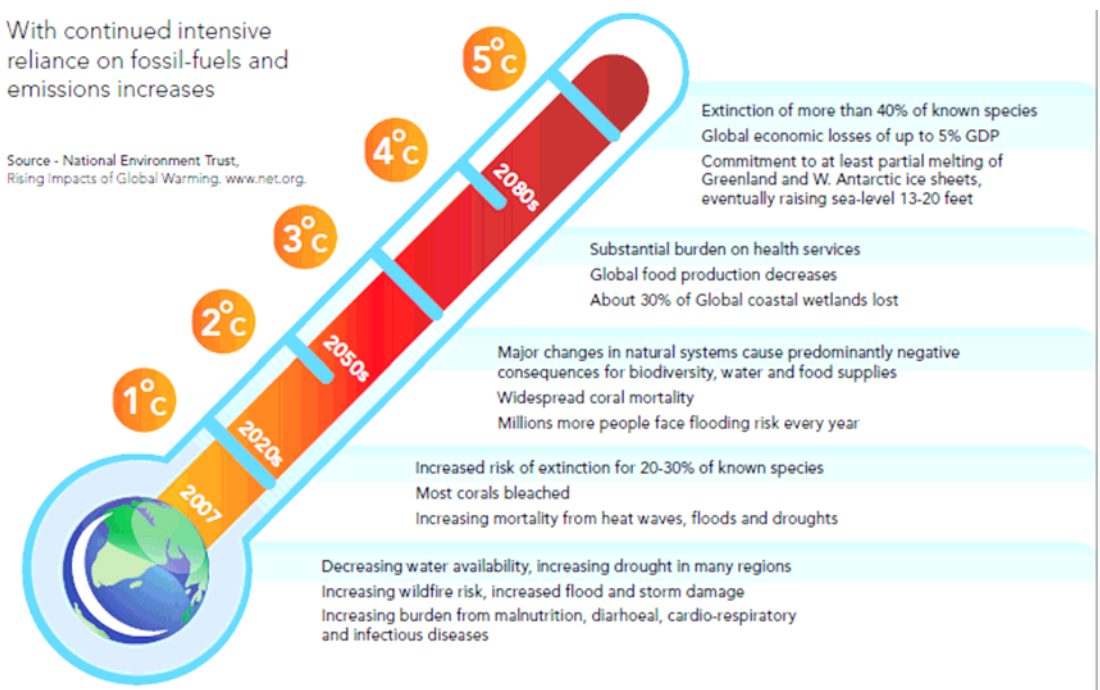 With continued intensive
reliance on fossil-fuels and
emissions increases
Source - National Environment Trust,
Rising Impacts of Global Warming. www.net.org.
5°C
4°C
3°C
2°C
1°C
2080s
2050s
2020s
2007
Extinction of more than 40% of known species
Global economic losses of up to 5% GDP
Commitment to at least partial melting of
Greenland and W. Antarctic ice sheets,
eventually raising sea-level 13-20 feet
Substantial burden on health services
Global food production decreases
About 30% of Global coastal wetlands lost
Major changes in natural systems cause predominantly negative
consequences for biodiversity, water and food supplies
Widespread coral mortality
Millions more people face flooding risk every year
Increased risk of extinction for 20-30% of known species
Most corals bleached
Increasing mortality from heat waves, floods and droughts
Decreasing water availability, increasing drought in many regions
Increasing wildfire risk, increased flood and storm damage
Increasing burden from malnutrition, diarhoeal, cardio-respiratory
and infectious diseases